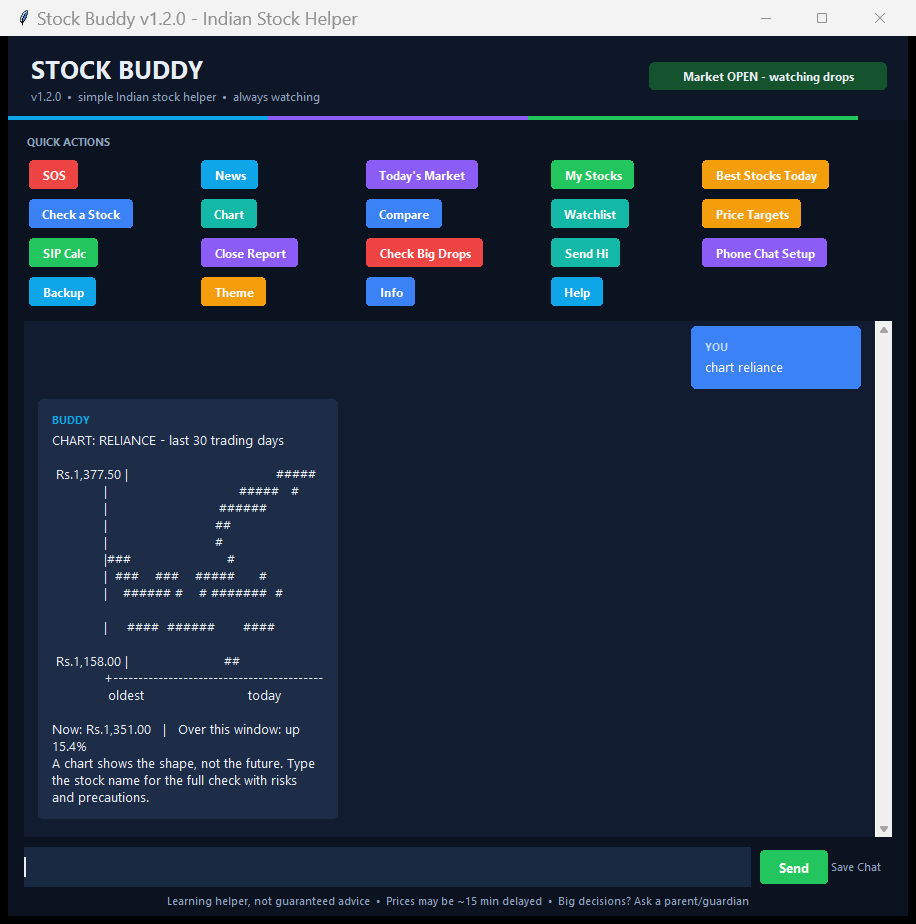 Stock Buddy v1.2.0 - Indian Stock Helper
STOCK BUDDY
v1.2.0 • simple Indian stock helper • always watching
Market OPEN - watching drops
QUICK ACTIONS
SOS News Today's Market My Stocks Best Stocks Today
Check a Stock Chart Compare Watchlist Price Targets
SIP Calc Close Report Check Big Drops Send Hi Phone Chat Setup
Backup Theme Info Help
YOU
chart reliance
BUDDY
CHART: RELIANCE - last 30 trading days
Rs.1,377.50 | #####
| ##### #
| ######
| ##
| #
|### #
| ### ### ##### #
| ###### # # ####### #
| #### ###### ####
Rs.1,158.00 | ##
+-----------------------------------------
oldest today
Now: Rs.1,351.00 | Over this window: up
15.4%
A chart shows the shape, not the future. Type
the stock name for the full check with risks
and precautions.
Send Save Chat
Learning helper, not guaranteed advice • Prices may be ~15 min delayed • Big decisions? Ask a parent/guardian